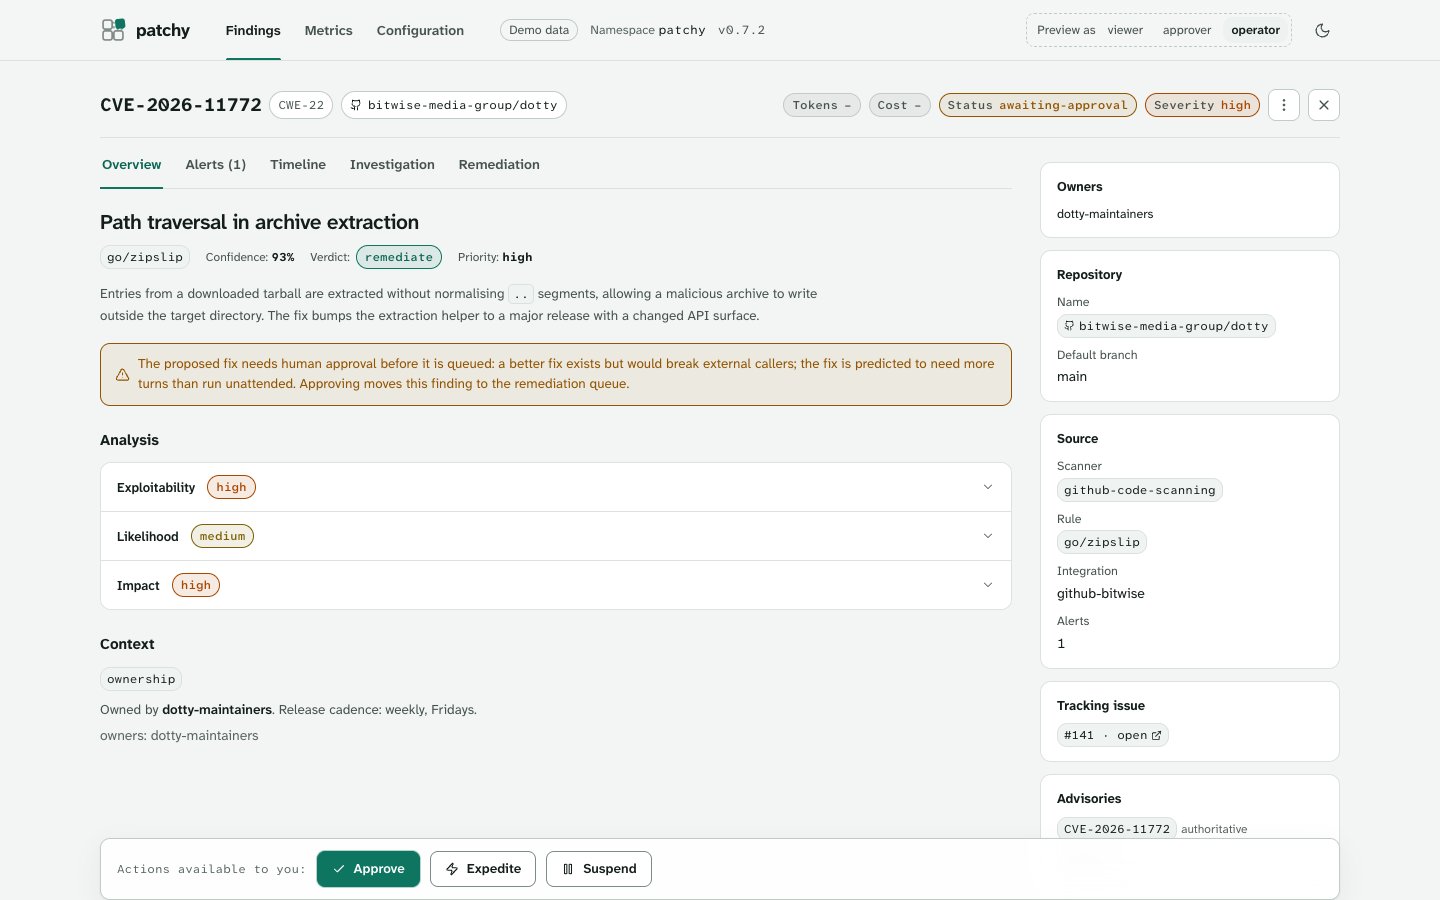 patchy
Findings
Metrics
Configuration
Demo data
Namespace patchy
v0.7.2
Preview as
viewer
approver
operator
CVE-2026-11772
CWE-22
bitwise-media-group/dotty
Tokens –
Cost –
Status awaiting-approval
Severity high
Overview
Alerts (1)
Timeline
Investigation
Remediation
Path traversal in archive extraction
go/zipslip
Confidence: 93%
Verdict: remediate
Priority: high
Entries from a downloaded tarball are extracted without normalising .. segments, allowing a malicious archive to write
outside the target directory. The fix bumps the extraction helper to a major release with a changed API surface.
The proposed fix needs human approval before it is queued: a better fix exists but would break external callers; the fix is predicted to need more
turns than run unattended. Approving moves this finding to the remediation queue.
Analysis
Exploitability high
Likelihood medium
Impact high
Context
ownership
Owned by dotty-maintainers. Release cadence: weekly, Fridays.
owners: dotty-maintainers
Owners
dotty-maintainers
Repository
Name
bitwise-media-group/dotty
Default branch
main
Source
Scanner
github-code-scanning
Rule
go/zipslip
Integration
github-bitwise
Alerts
1
Tracking issue
#141 · open
Advisories
CVE-2026-11772 authoritative
Actions available to you:
Approve
Expedite
Suspend